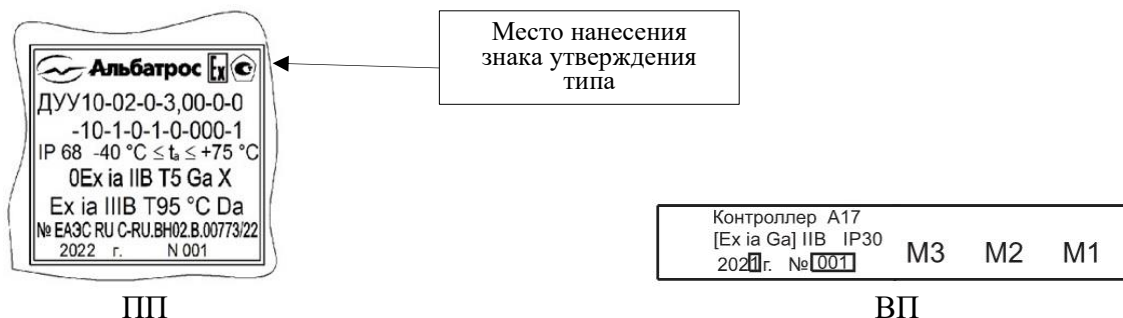 Место нанесения
знака утверждения
типа
Альбатрос Ex
ДУУ10-02-0-3,00-0-0
-10-1-0-1-0-000-1
IP 68 -40 °C ≤ tₐ ≤ +75 °C
0Ex ia IIB T5 Ga X
Ex ia IIIB T95 °C Da
№ ЕАЭС RU C-RU.ВН02.В.00773/22
2022 г. N 001
ПП
Контроллер А17
[Ex ia Ga] IIB IP30
2021г. № 001
М3 М2 М1
ВП